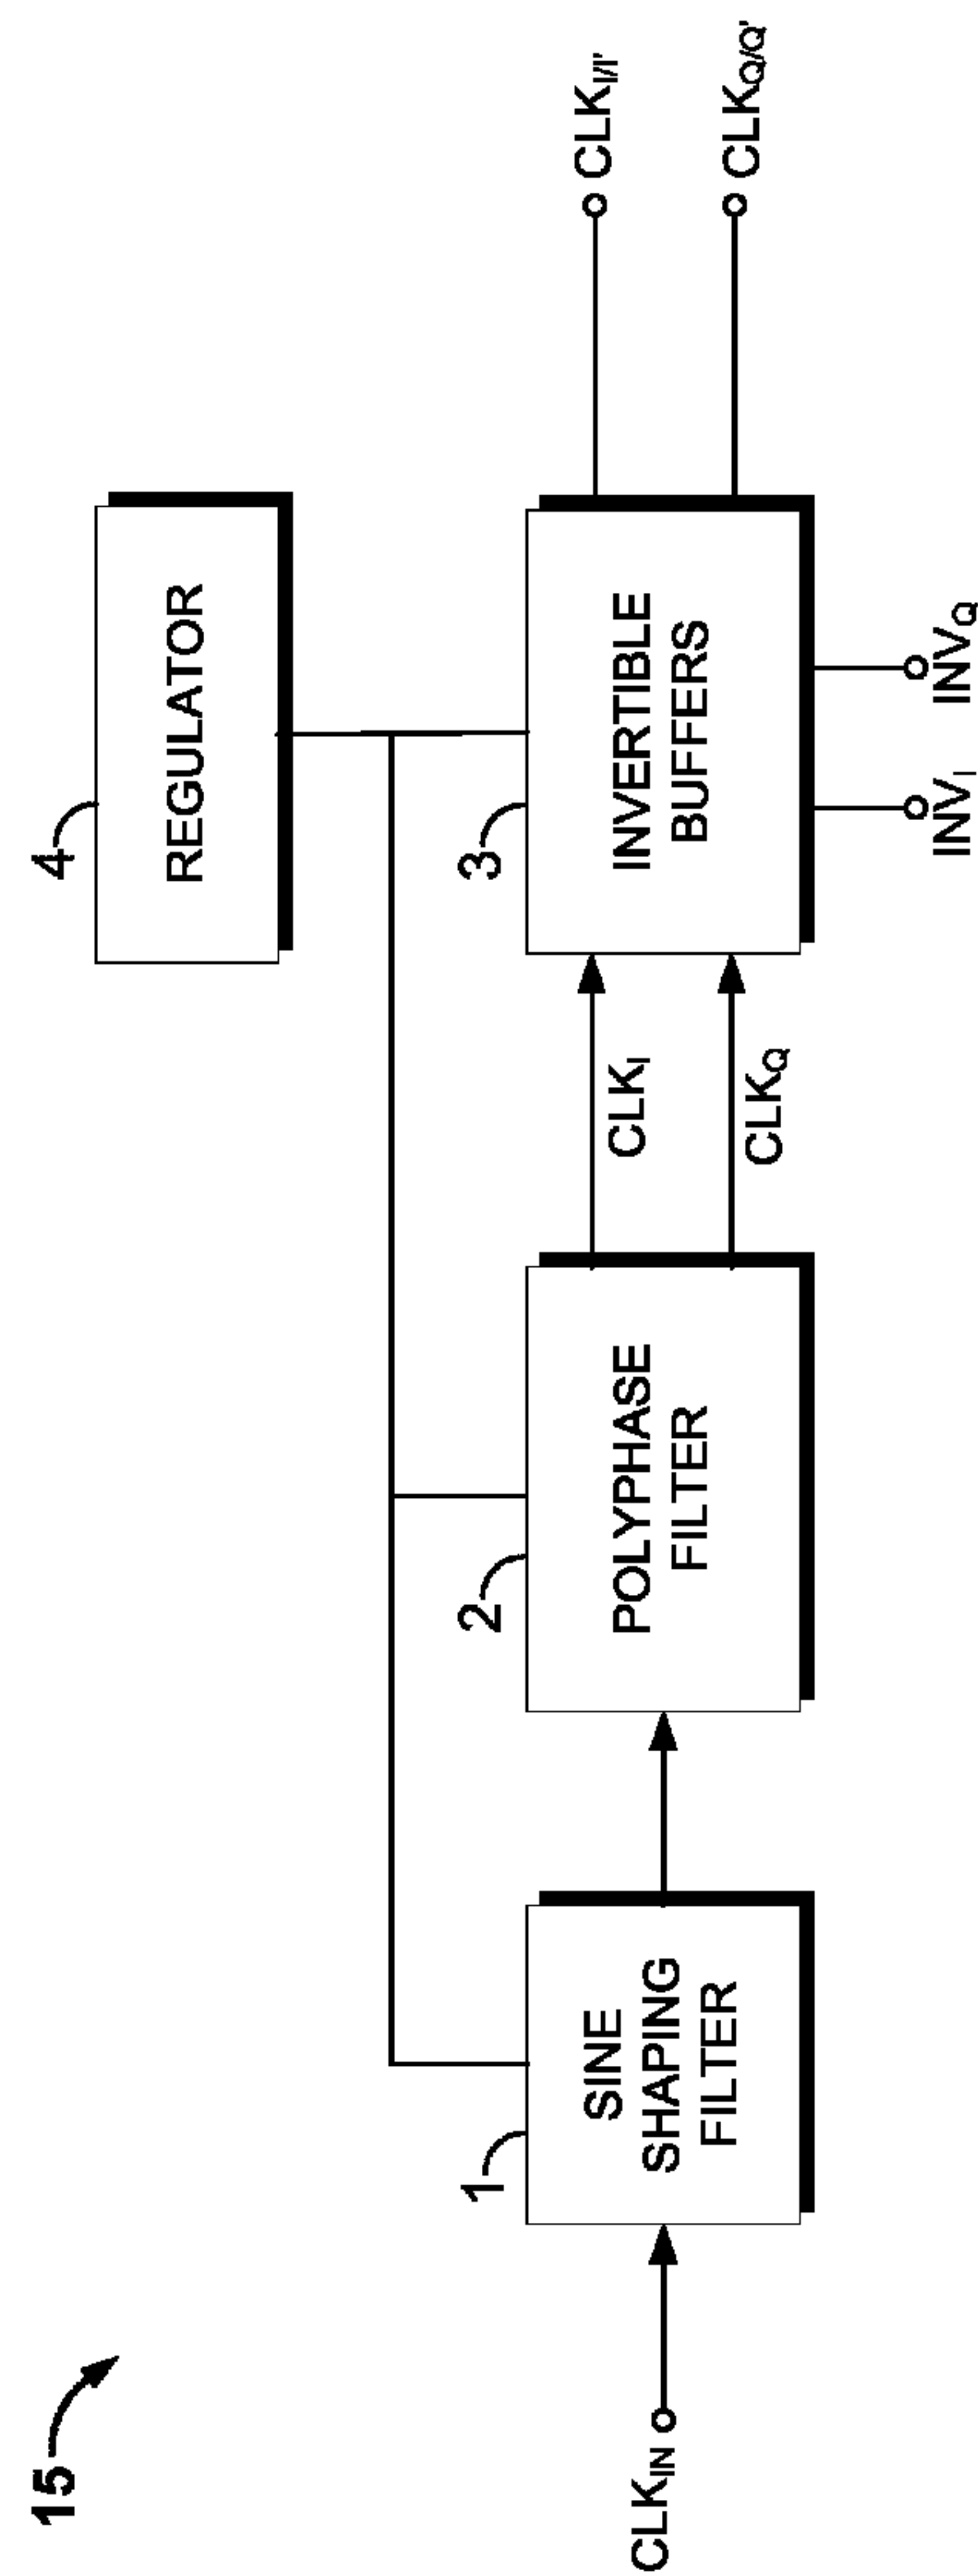 15
4
REGULATOR
1
SINE
SHAPING
FILTER
2
POLYPHASE
FILTER
3
INVERTIBLE
BUFFERS
CLK_IN
CLK_I
CLK_Q
CLK_I/I'
CLK_Q/Q'
INV_I
INV_Q